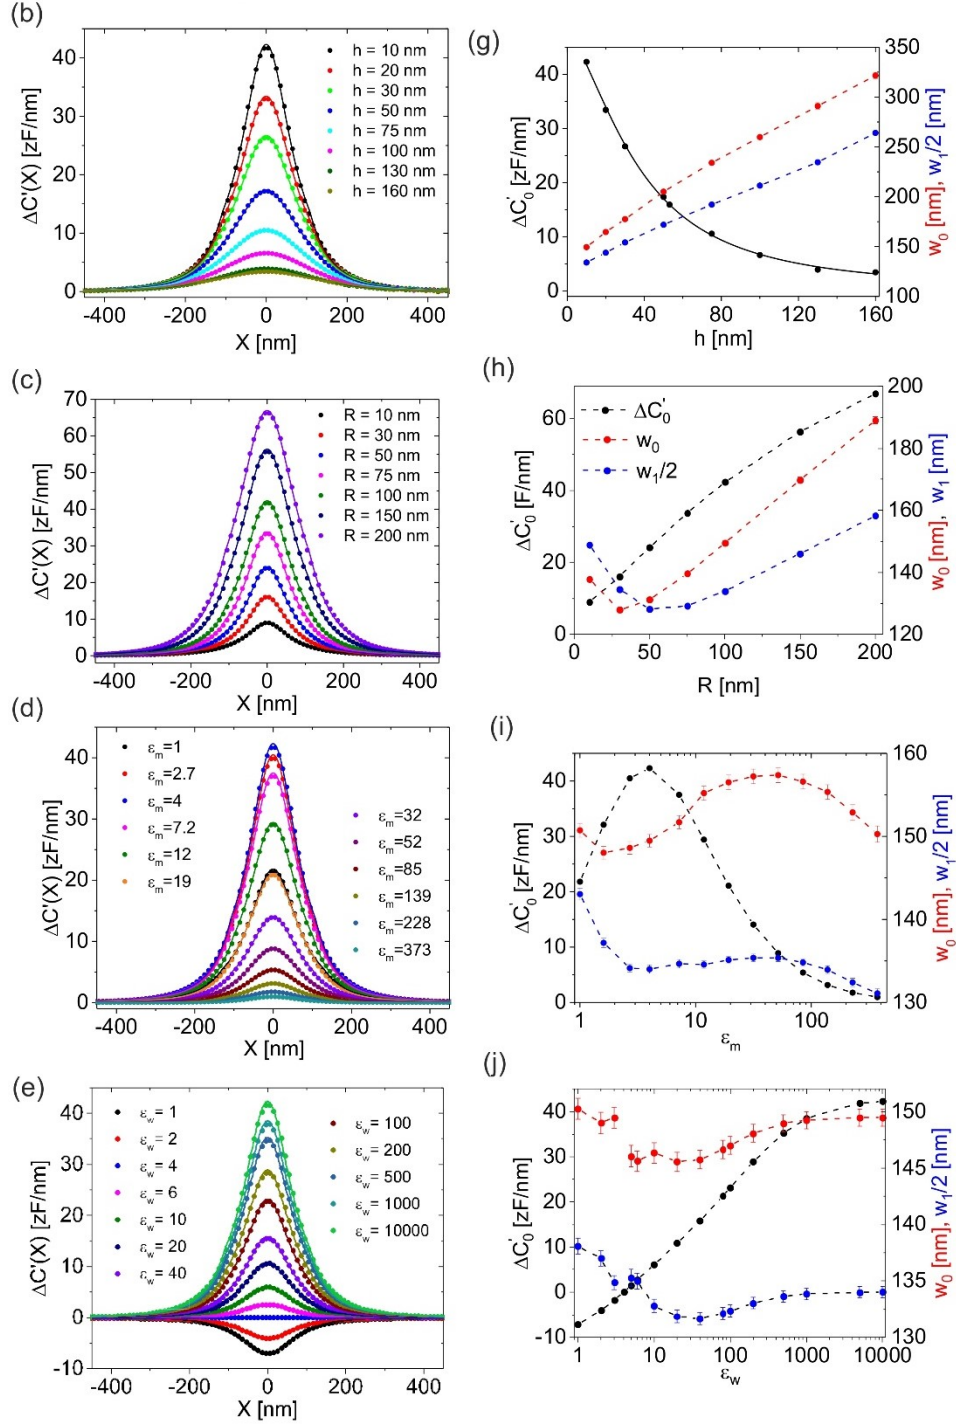 (b)
ΔC'(X) [zF/nm]
40
30
20
10
0
h = 10 nm
h = 20 nm
h = 30 nm
h = 50 nm
h = 75 nm
h = 100 nm
h = 130 nm
h = 160 nm
-400 -200 0 200 400
X [nm]
(g)
ΔC'0 [zF/nm]
40
30
20
10
0
350
300
250
200
150
100
w0 [nm], w1/2 [nm]
0 40 80 120 160
h [nm]
(c)
ΔC'(X) [zF/nm]
70
60
50
40
30
20
10
0
R = 10 nm
R = 30 nm
R = 50 nm
R = 75 nm
R = 100 nm
R = 150 nm
R = 200 nm
-400 -200 0 200 400
X [nm]
(h)
ΔC'0 [F/nm]
60
40
20
0
ΔC'0
w0
w1/2
200
180
160
140
120
w0 [nm], w1 [nm]
0 50 100 150 200
R [nm]
(d)
ΔC'(X) [zF/nm]
40
30
20
10
0
εm=1
εm=2.7
εm=4
εm=7.2
εm=12
εm=19
εm=32
εm=52
εm=85
εm=139
εm=228
εm=373
-400 -200 0 200 400
X [nm]
(i)
ΔC'0 [zF/nm]
40
30
20
10
0
160
150
140
130
w0 [nm], w1/2 [nm]
1 10 100
εm
(e)
ΔC'(X) [zF/nm]
40
30
20
10
0
-10
εw= 1
εw= 2
εw= 4
εw= 6
εw= 10
εw= 20
εw= 40
εw= 100
εw= 200
εw= 500
εw= 1000
εw= 10000
-400 -200 0 200 400
X [nm]
(j)
ΔC'0 [zF/nm]
40
30
20
10
0
-10
150
145
140
135
130
w0 [nm], w1/2 [nm]
1 10 100 1000 10000
εw